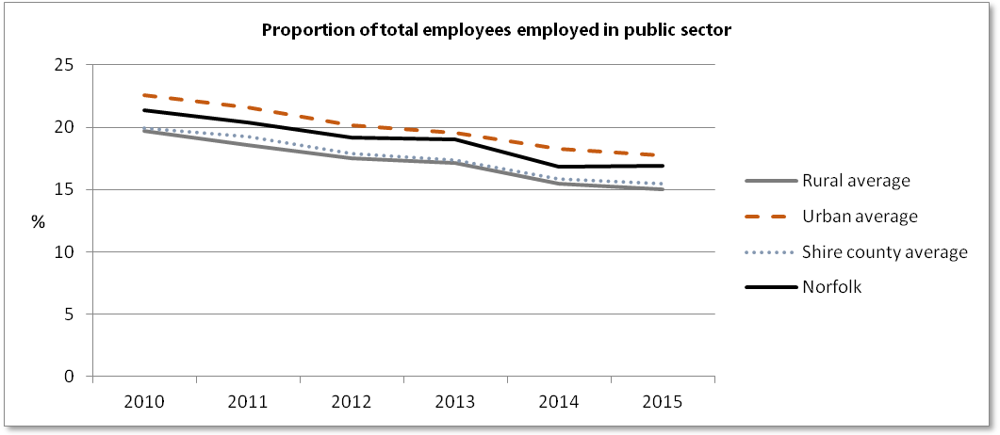 Proportion of total employees employed in public sector
25
20
15
10
5
0
%
2010 2011 2012 2013 2014 2015
Rural average
Urban average
Shire county average
Norfolk